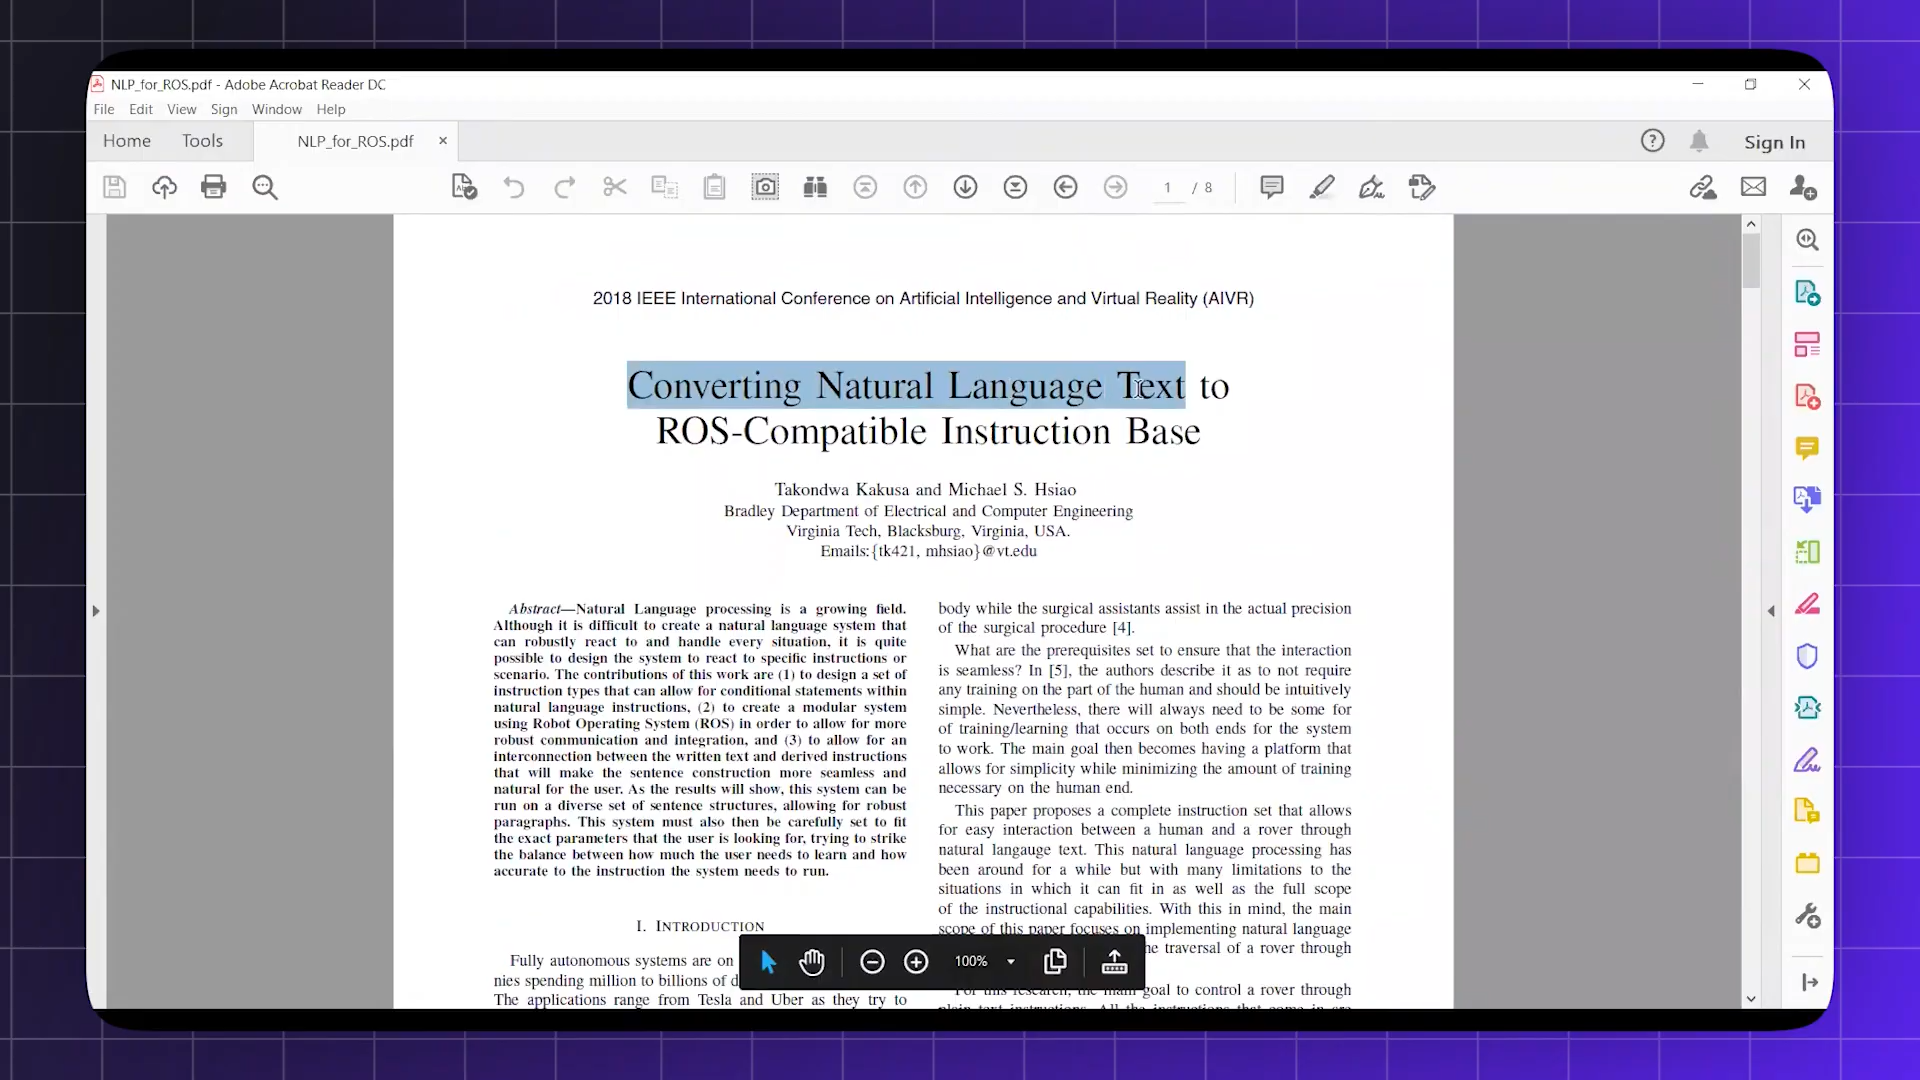 NLP_for_ROS.pdf - Adobe Acrobat Reader DC
File Edit View Sign Window Help
Home Tools NLP_for_ROS.pdf × Sign In
1 / 8
2018 IEEE International Conference on Artificial Intelligence and Virtual Reality (AIVR)
Converting Natural Language Text to
ROS-Compatible Instruction Base
Takondwa Kakusa and Michael S. Hsiao
Bradley Department of Electrical and Computer Engineering
Virginia Tech, Blacksburg, Virginia, USA.
Emails:{tk421, mhsiao}@vt.edu
Abstract—Natural Language processing is a growing field.
Although it is difficult to create a natural language system that
can robustly react to and handle every situation, it is quite
possible to design the system to react to specific instructions or
scenario. The contributions of this work are (1) to design a set of
instruction types that can allow for conditional statements within
natural language instructions, (2) to create a modular system
using Robot Operating System (ROS) in order to allow for more
robust communication and integration, and (3) to allow for an
interconnection between the written text and derived instructions
that will make the sentence construction more seamless and
natural for the user. As the results will show, this system can be
run on a diverse set of sentence structures, allowing for robust
paragraphs. This system must also then be carefully set to fit
the exact parameters that the user is looking for, trying to strike
the balance between how much the user needs to learn and how
accurate to the instruction the system needs to run.
I. INTRODUCTION
Fully autonomous systems are on
nies spending million to billions of d
The applications range from Tesla and Uber as they try to
body while the surgical assistants assist in the actual precision
of the surgical procedure [4].
What are the prerequisites set to ensure that the interaction
is seamless? In [5], the authors describe it as to not require
any training on the part of the human and should be intuitively
simple. Nevertheless, there will always need to be some for
of training/learning that occurs on both ends for the system
to work. The main goal then becomes having a platform that
allows for simplicity while minimizing the amount of training
necessary on the human end.
This paper proposes a complete instruction set that allows
for easy interaction between a human and a rover through
natural langauge text. This natural language processing has
been around for a while but with many limitations to the
situations in which it can fit in as well as the full scope
of the instructional capabilities. With this in mind, the main
scope of this paper focuses on implementing natural language
the traversal of a rover through
For this research, the main goal to control a rover through
plain text instructions. All the instructions that come in are
100%